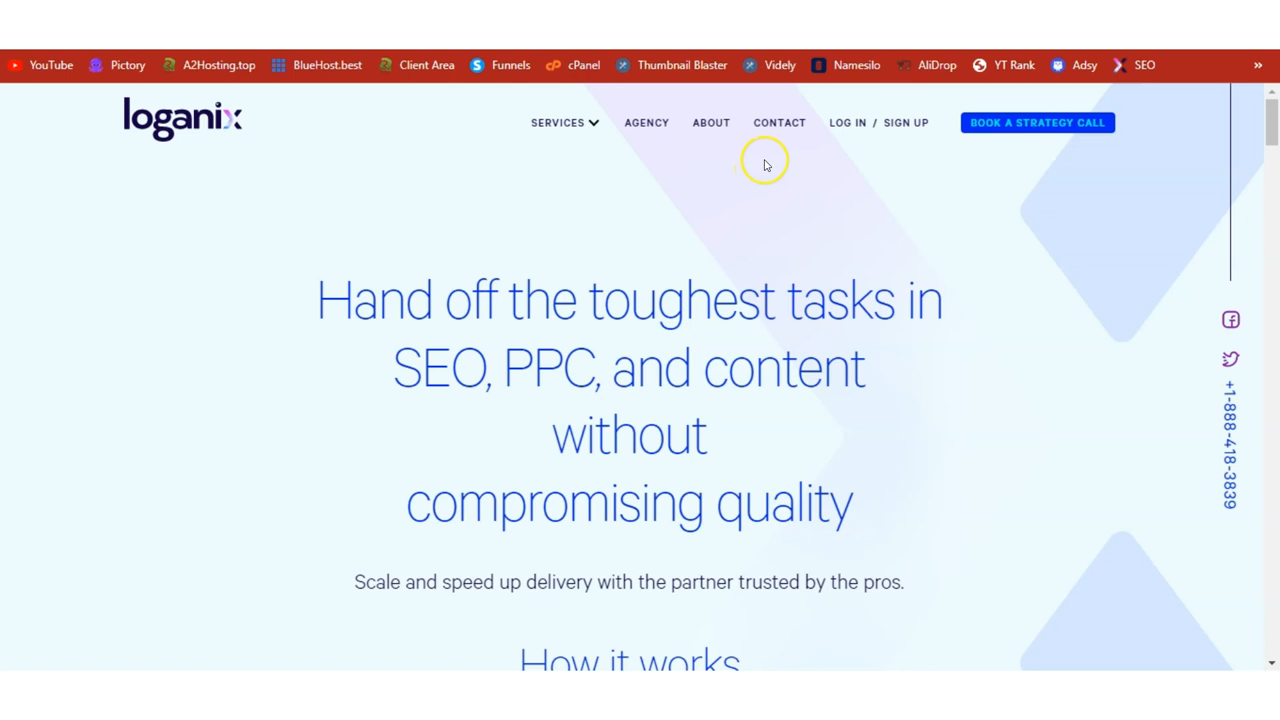 YouTube Pictory A2Hosting.top BlueHost.best Client Area Funnels cPanel Thumbnail Blaster Videly Namesilo AliDrop YT Rank Adsy SEO »
loganix
SERVICES AGENCY ABOUT CONTACT LOG IN / SIGN UP BOOK A STRATEGY CALL
Hand off the toughest tasks in
SEO, PPC, and content
without
compromising quality
Scale and speed up delivery with the partner trusted by the pros.
How it works
+1-888-418-3839